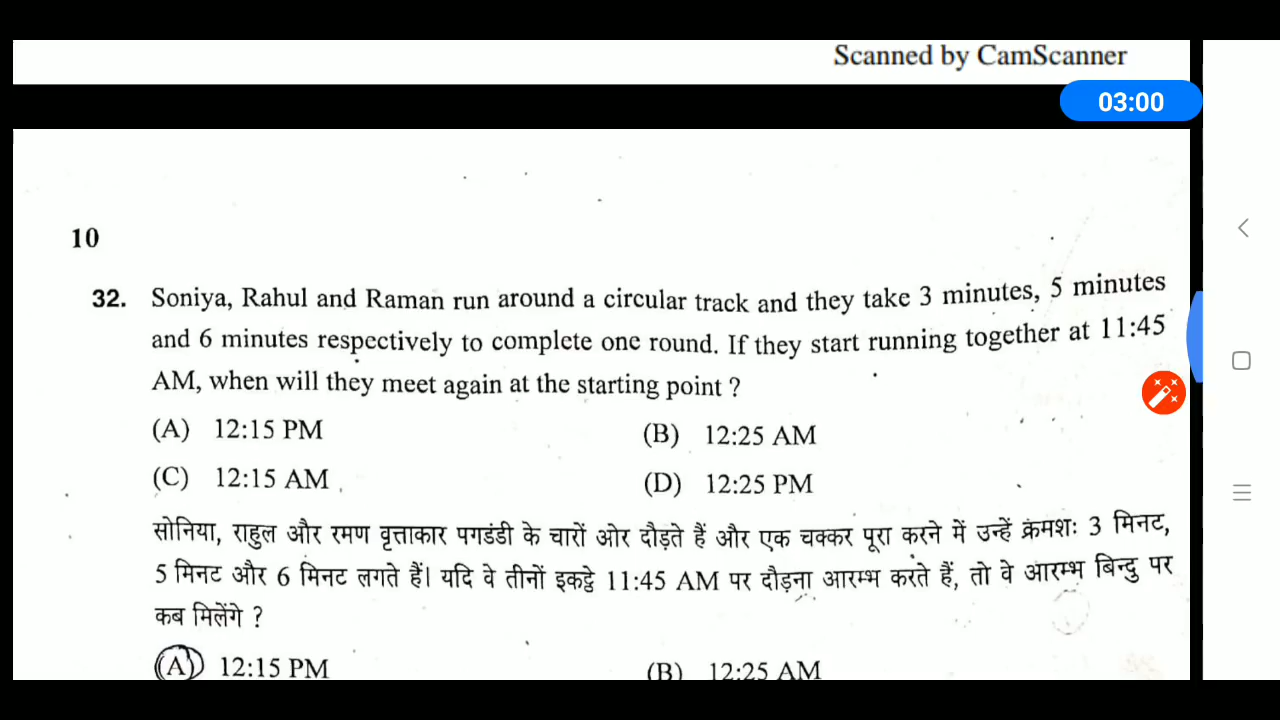 Scanned by CamScanner
03:00
10
32. Soniya, Rahul and Raman run around a circular track and they take 3 minutes, 5 minutes
and 6 minutes respectively to complete one round. If they start running together at 11:45
AM, when will they meet again at the starting point ?
(A) 12:15 PM (B) 12:25 AM
(C) 12:15 AM (D) 12:25 PM
सोनिया, राहुल और रमण वृत्ताकार पगडंडी के चारों ओर दौड़ते हैं और एक चक्कर पूरा करने में उन्हें क्रमशः 3 मिनट,
5 मिनट और 6 मिनट लगते हैं। यदि वे तीनों इकट्ठे 11:45 AM पर दौड़ना आरम्भ करते हैं, तो वे आरम्भ बिन्दु पर
कब मिलेंगे ?
(A) 12:15 PM (B) 12:25 AM